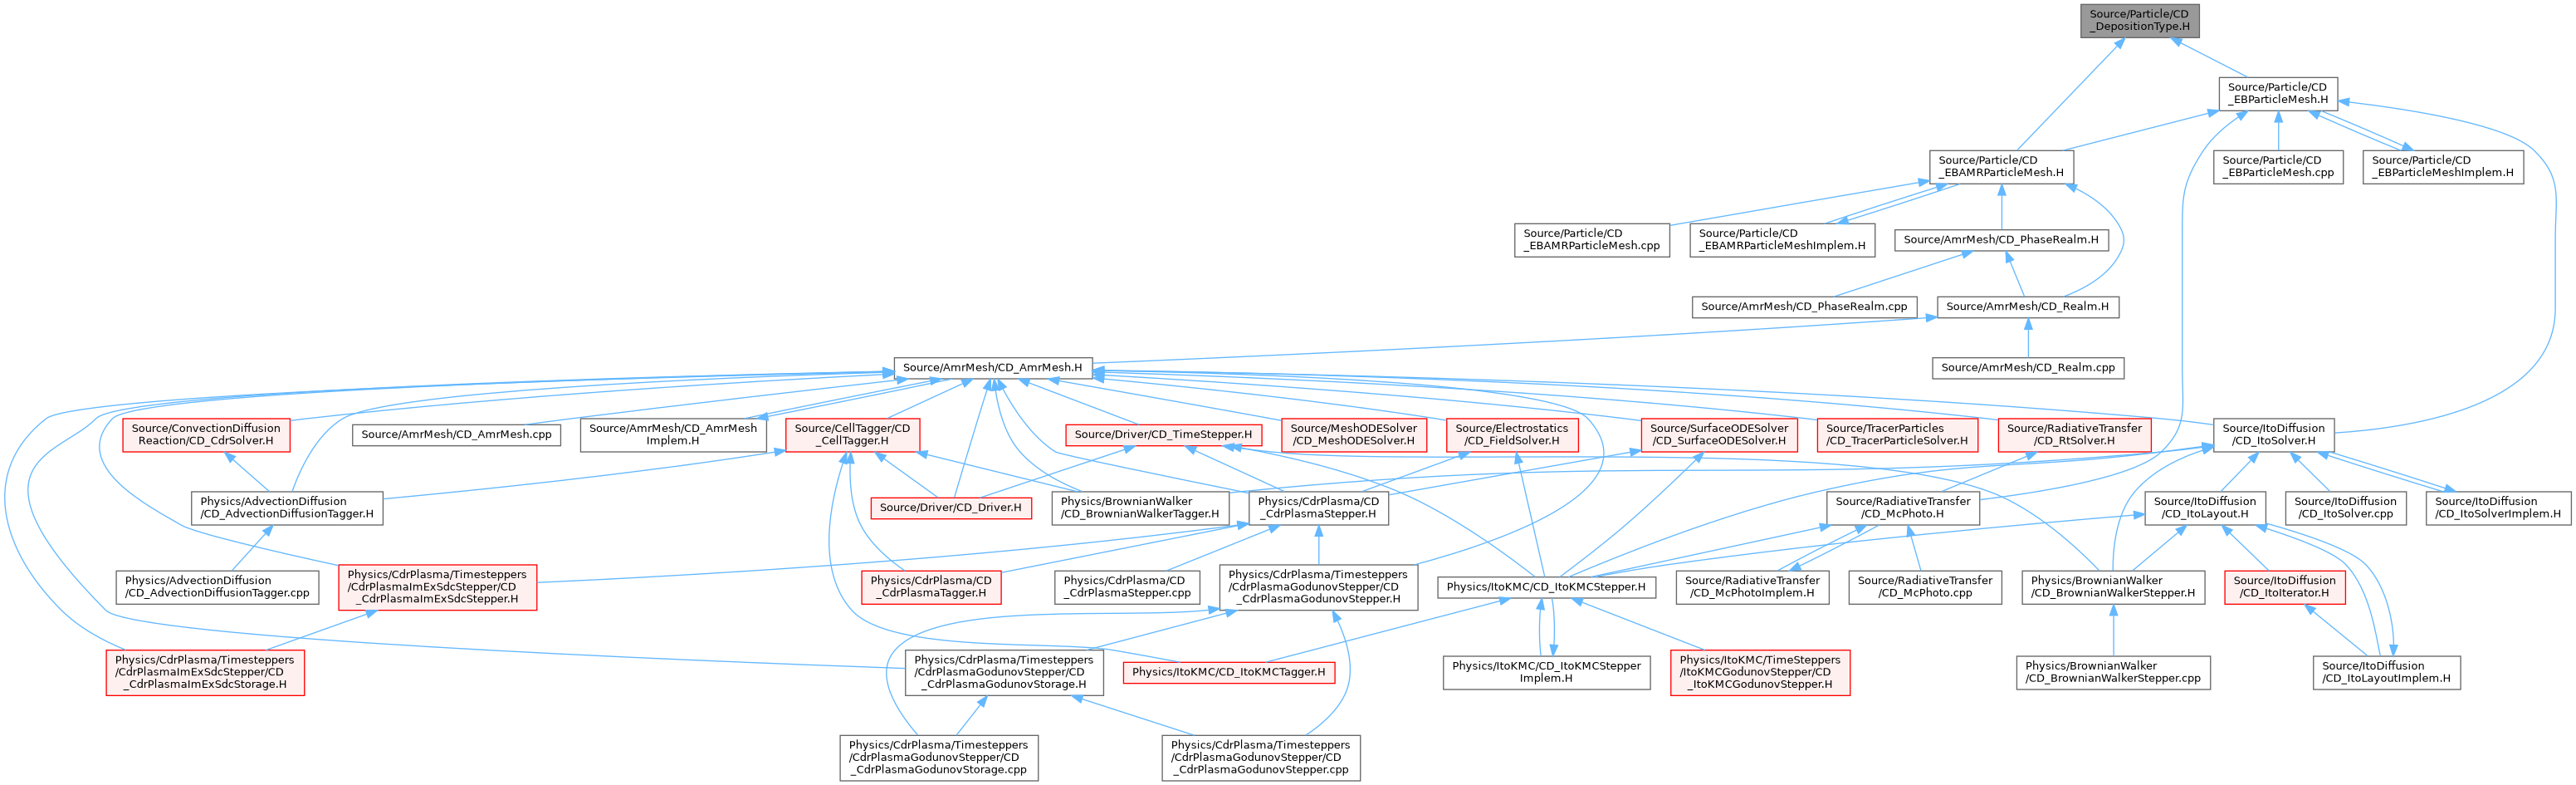 Source/Particle/CD
_DepositionType.H
Source/Particle/CD
_EBParticleMesh.H
Source/Particle/CD
_EBAMRParticleMesh.H
Source/Particle/CD
_EBParticleMesh.cpp
Source/Particle/CD
_EBParticleMeshImplem.H
Source/Particle/CD
_EBAMRParticleMesh.cpp
Source/Particle/CD
_EBAMRParticleMeshImplem.H
Source/AmrMesh/CD_PhaseRealm.H
Source/AmrMesh/CD_PhaseRealm.cpp
Source/AmrMesh/CD_Realm.H
Source/AmrMesh/CD_AmrMesh.H
Source/AmrMesh/CD_Realm.cpp
Source/ConvectionDiffusion
Reaction/CD_CdrSolver.H
Source/AmrMesh/CD_AmrMesh.cpp
Source/AmrMesh/CD_AmrMesh
Implem.H
Source/CellTagger/CD
_CellTagger.H
Source/Driver/CD_TimeStepper.H
Source/MeshODESolver
/CD_MeshODESolver.H
Source/Electrostatics
/CD_FieldSolver.H
Source/SurfaceODESolver
/CD_SurfaceODESolver.H
Source/TracerParticles
/CD_TracerParticleSolver.H
Source/RadiativeTransfer
/CD_RtSolver.H
Source/ItoDiffusion
/CD_ItoSolver.H
Physics/AdvectionDiffusion
/CD_AdvectionDiffusionTagger.H
Source/Driver/CD_Driver.H
Physics/BrownianWalker
/CD_BrownianWalkerTagger.H
Physics/CdrPlasma/CD
_CdrPlasmaStepper.H
Source/RadiativeTransfer
/CD_McPhoto.H
Source/ItoDiffusion
/CD_ItoLayout.H
Source/ItoDiffusion
/CD_ItoSolver.cpp
Source/ItoDiffusion
/CD_ItoSolverImplem.H
Physics/AdvectionDiffusion
/CD_AdvectionDiffusionTagger.cpp
Physics/CdrPlasma/Timesteppers
/CdrPlasmaImExSdcStepper/CD
_CdrPlasmaImExSdcStepper.H
Physics/CdrPlasma/CD
_CdrPlasmaTagger.H
Physics/CdrPlasma/CD
_CdrPlasmaStepper.cpp
Physics/CdrPlasma/Timesteppers
/CdrPlasmaGodunovStepper/CD
_CdrPlasmaGodunovStepper.H
Physics/ItoKMC/CD_ItoKMCStepper.H
Source/RadiativeTransfer
/CD_McPhotoImplem.H
Source/RadiativeTransfer
/CD_McPhoto.cpp
Physics/BrownianWalker
/CD_BrownianWalkerStepper.H
Source/ItoDiffusion
/CD_ItoIterator.H
Physics/CdrPlasma/Timesteppers
/CdrPlasmaImExSdcStepper/CD
_CdrPlasmaImExSdcStorage.H
Physics/CdrPlasma/Timesteppers
/CdrPlasmaGodunovStepper/CD
_CdrPlasmaGodunovStorage.H
Physics/ItoKMC/CD_ItoKMCTagger.H
Physics/ItoKMC/CD_ItoKMCStepper
Implem.H
Physics/ItoKMC/TimeSteppers
/ItoKMCGodunovStepper/CD
_ItoKMCGodunovStepper.H
Physics/BrownianWalker
/CD_BrownianWalkerStepper.cpp
Source/ItoDiffusion
/CD_ItoLayoutImplem.H
Physics/CdrPlasma/Timesteppers
/CdrPlasmaGodunovStepper/CD
_CdrPlasmaGodunovStorage.cpp
Physics/CdrPlasma/Timesteppers
/CdrPlasmaGodunovStepper/CD
_CdrPlasmaGodunovStepper.cpp